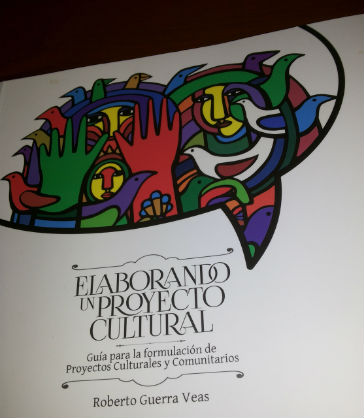 ELABORANDO
UN PROYECTO
CULTURAL
Guía para la formulación de
Proyectos Culturales y Comunitarios
Roberto Guerra Veas